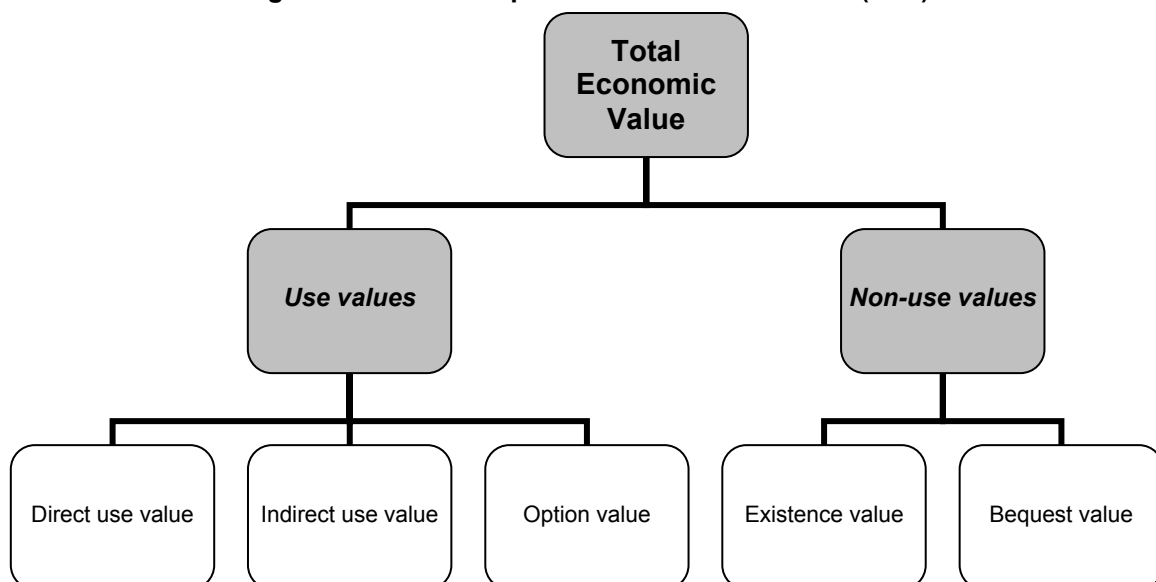 Total
Economic
Value
Use values
Non-use values
Direct use value
Indirect use value
Option value
Existence value
Bequest value